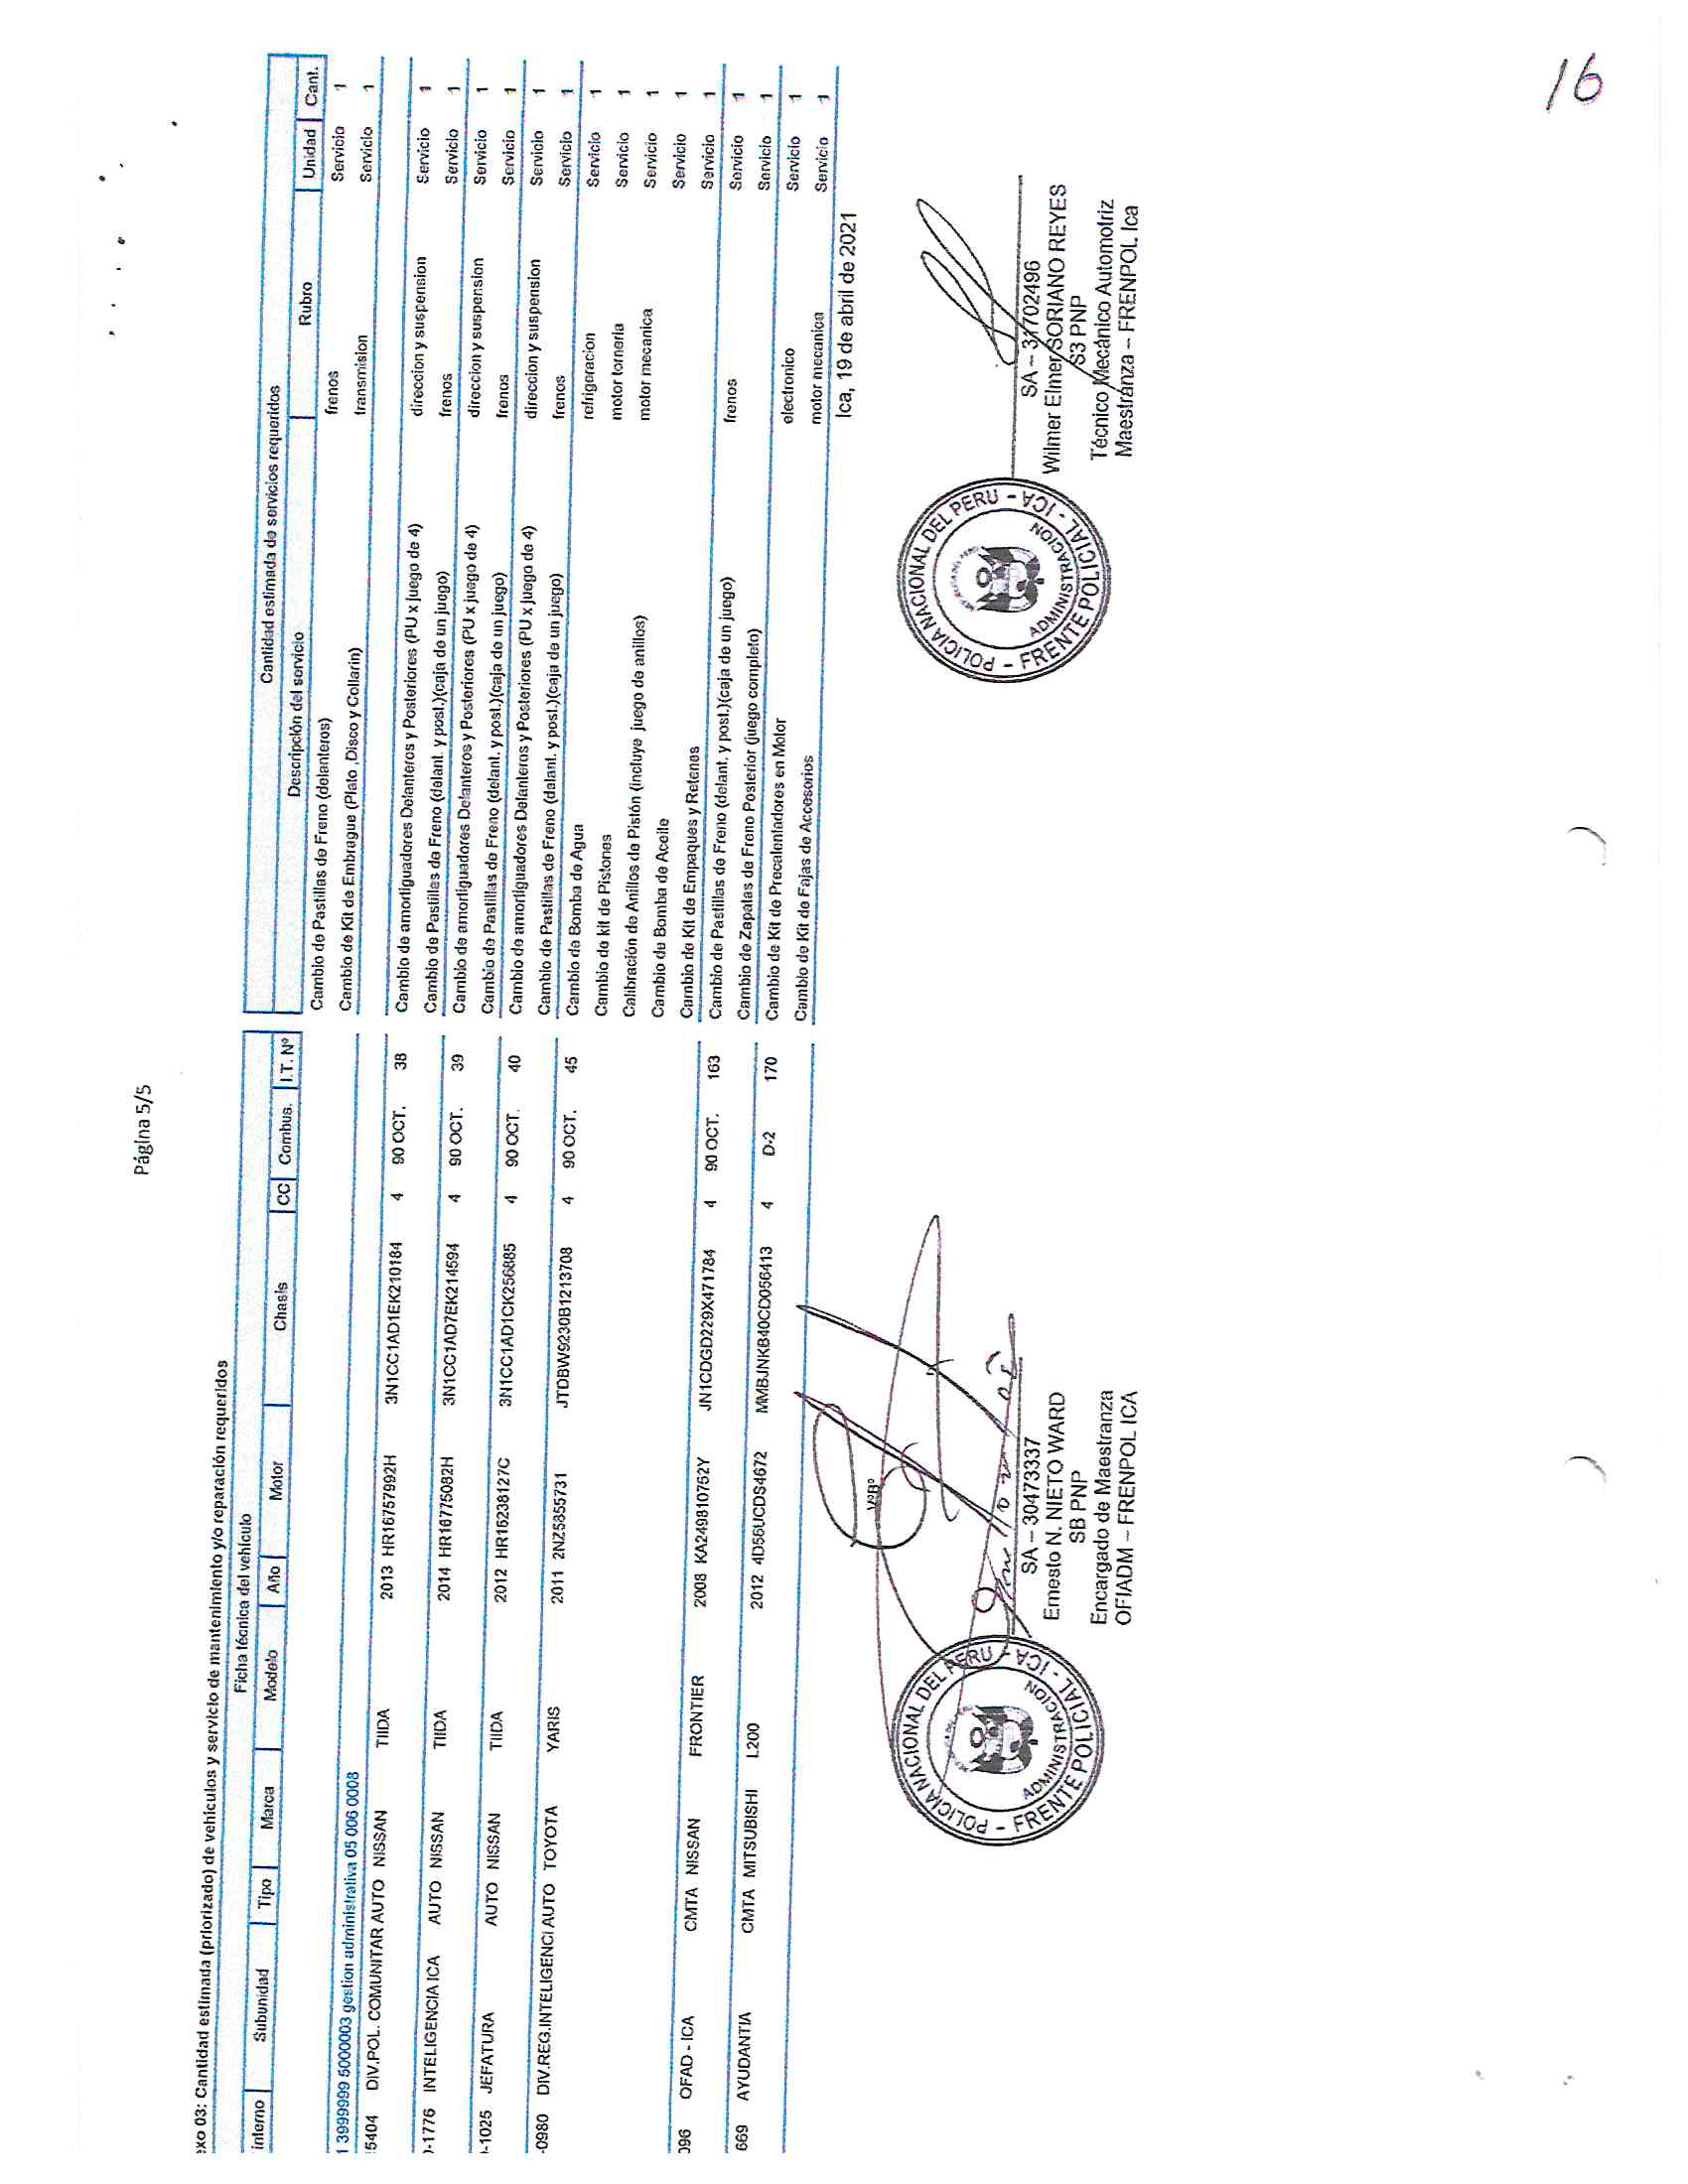 16
Página 5/5
xo 03: Cantidad estimada (priorizado) de vehículos y servicio de mantenimiento y/o reparación requeridos
Ficha técnica del vehículo Cantidad estimada de servicios requeridos
interno Subunidad Tipo Marca Modelo Año Motor Chasis CC Combus. I.T. Nº Descripción del servicio Rubro Unidad Cant.
Cambio de Pastillas de Freno (delanteros) frenos Servicio 1
1 3999999 5000003 gestion administrativa 05 006 0008 Cambio de Kit de Embrague (Plato ,Disco y Collarin) transmision Servicio 1
5404 DIV.POL. COMUNITAR AUTO NISSAN TIIDA 2013 HR16757992H 3N1CC1AD1EK210184 4 90 OCT. 38 Cambio de amortiguadores Delanteros y Posteriores (PU x juego de 4) direccion y suspension Servicio 1
Cambio de Pastillas de Freno (delant. y post.)(caja de un juego) frenos Servicio 1
-1776 INTELIGENCIA ICA AUTO NISSAN TIIDA 2014 HR16775082H 3N1CC1AD7EK214594 4 90 OCT. 39 Cambio de amortiguadores Delanteros y Posteriores (PU x juego de 4) direccion y suspension Servicio 1
Cambio de Pastillas de Freno (delant. y post.)(caja de un juego) frenos Servicio 1
-1025 JEFATURA AUTO NISSAN TIIDA 2012 HR16238127C 3N1CC1AD1CK256885 4 90 OCT. 40 Cambio de amortiguadores Delanteros y Posteriores (PU x juego de 4) direccion y suspension Servicio 1
Cambio de Pastillas de Freno (delant. y post.)(caja de un juego) frenos Servicio 1
-0980 DIV.REG.INTELIGENCI AUTO TOYOTA YARIS 2011 2NZ5855731 JTDBW9230B1213708 4 90 OCT. 45 Cambio de Bomba de Agua refrigeracion Servicio 1
Cambio de kit de Pistones motor torneria Servicio 1
Calibración de Anillos de Pistón (incluye juego de anillos) motor mecanica Servicio 1
Cambio de Bomba de Aceite Servicio 1
Cambio de Kit de Empaques y Retenes Servicio 1
096 OFAD - ICA CMTA NISSAN FRONTIER 2008 KA249810752Y JN1CDGD229X471784 4 90 OCT. 163 Cambio de Pastillas de Freno (delant. y post.)(caja de un juego) frenos Servicio 1
Cambio de Zapatas de Freno Posterior (juego completo) Servicio 1
669 AYUDANTIA CMTA MITSUBISHI L200 2012 4D56UCDS4672 MMBJNKB40CD056413 4 D-2 170 Cambio de Kit de Precalentadores en Motor electronico Servicio 1
Cambio de Kit de Fajas de Accesorios motor mecanica Servicio 1
Ica, 19 de abril de 2021
VºBº
POLICIA NACIONAL DEL PERU - ICA - FRENTE POLICIAL -
ADMINISTRACION
SA – 30473337
Ernesto N. NIETO WARD
SB PNP
Encargado de Maestranza
OFIADM – FRENPOL ICA
POLICIA NACIONAL DEL PERU - ICA - FRENTE POLICIAL -
ADMINISTRACION
SA – 31702496
Wilmer Elmer SORIANO REYES
S3 PNP
Técnico Mecánico Automotriz
Maestranza – FRENPOL Ica